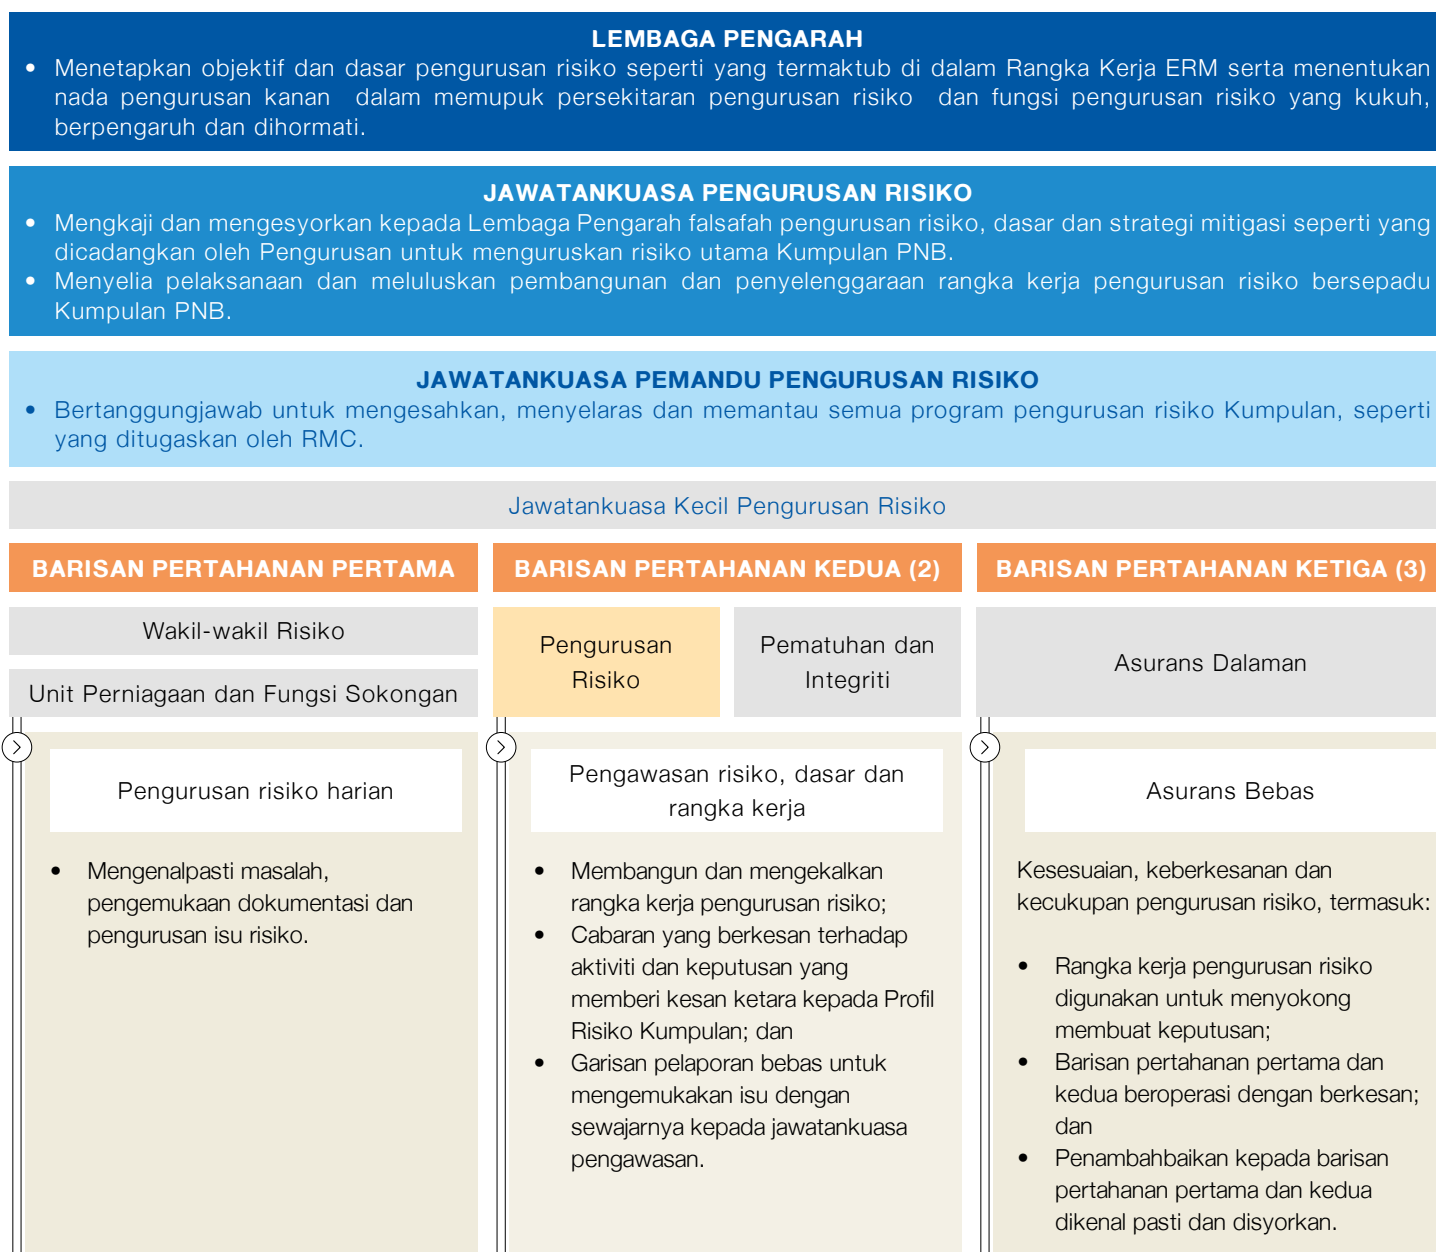 LEMBAGA PENGARAH
• Menetapkan objektif dan dasar pengurusan risiko seperti yang termaktub di dalam Rangka Kerja ERM serta menentukan
nada pengurusan kanan dalam memupuk persekitaran pengurusan risiko dan fungsi pengurusan risiko yang kukuh,
berpengaruh dan dihormati.
JAWATANKUASA PENGURUSAN RISIKO
• Mengkaji dan mengesyorkan kepada Lembaga Pengarah falsafah pengurusan risiko, dasar dan strategi mitigasi seperti yang
dicadangkan oleh Pengurusan untuk menguruskan risiko utama Kumpulan PNB.
• Menyelia pelaksanaan dan meluluskan pembangunan dan penyelenggaraan rangka kerja pengurusan risiko bersepadu
Kumpulan PNB.
JAWATANKUASA PEMANDU PENGURUSAN RISIKO
• Bertanggungjawab untuk mengesahkan, menyelaras dan memantau semua program pengurusan risiko Kumpulan, seperti
yang ditugaskan oleh RMC.
Jawatankuasa Kecil Pengurusan Risiko
BARISAN PERTAHANAN PERTAMA
Wakil-wakil Risiko
Unit Perniagaan dan Fungsi Sokongan
Pengurusan risiko harian
• Mengenalpasti masalah,
pengemukaan dokumentasi dan
pengurusan isu risiko.
BARISAN PERTAHANAN KEDUA (2)
Pengurusan
Risiko
Pematuhan dan
Integriti
Pengawasan risiko, dasar dan
rangka kerja
• Membangun dan mengekalkan
rangka kerja pengurusan risiko;
• Cabaran yang berkesan terhadap
aktiviti dan keputusan yang
memberi kesan ketara kepada Profil
Risiko Kumpulan; dan
• Garisan pelaporan bebas untuk
mengemukakan isu dengan
sewajarnya kepada jawatankuasa
pengawasan.
BARISAN PERTAHANAN KETIGA (3)
Asurans Dalaman
Asurans Bebas
Kesesuaian, keberkesanan dan
kecukupan pengurusan risiko, termasuk:
• Rangka kerja pengurusan risiko
digunakan untuk menyokong
membuat keputusan;
• Barisan pertahanan pertama dan
kedua beroperasi dengan berkesan;
dan
• Penambahbaikan kepada barisan
pertahanan pertama dan kedua
dikenal pasti dan disyorkan.